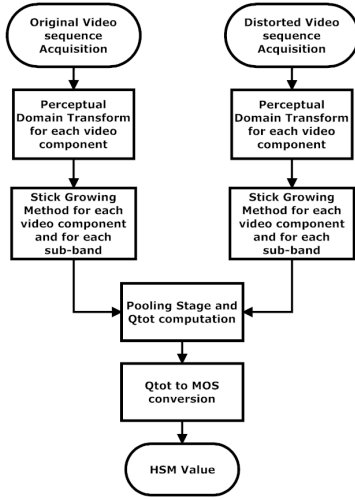 Original Video
sequence
Acquisition
Distorted Video
sequence
Acquisition
Perceptual
Domain Transform
for each video
component
Perceptual
Domain Transform
for each video
component
Stick Growing
Method for each
video component
and for each
sub-band
Stick Growing
Method for each
video component
and for each
sub-band
Pooling Stage and
Qtot computation
Qtot to MOS
conversion
HSM Value